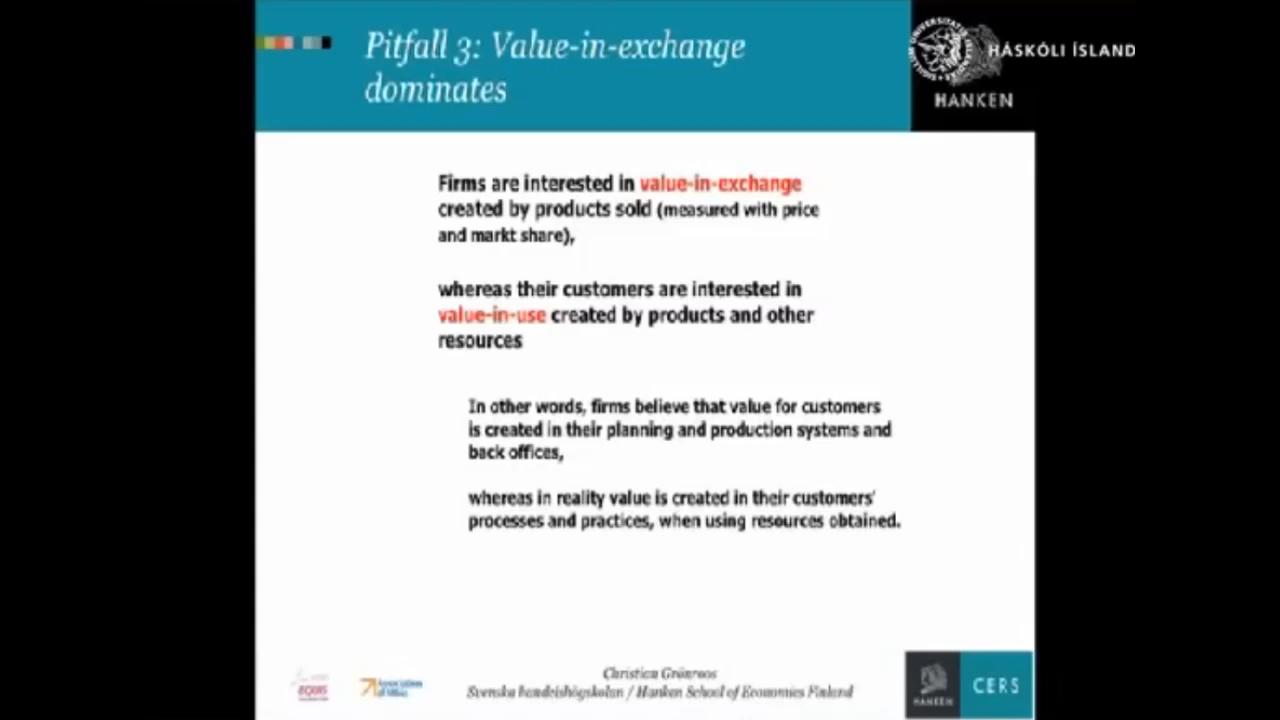 Pitfall 3: Value-in-exchange
dominates
HÁSKÓLI ÍSLAND
HANKEN
Firms are interested in value-in-exchange
created by products sold (measured with price
and markt share),
whereas their customers are interested in
value-in-use created by products and other
resources
In other words, firms believe that value for customers
is created in their planning and production systems and
back offices,
whereas in reality value is created in their customers'
processes and practices, when using resources obtained.
EQUIS
Christian Grönroos
Svenska handelshögskolan / Hanken School of Economics Finland
HANKEN
CERS